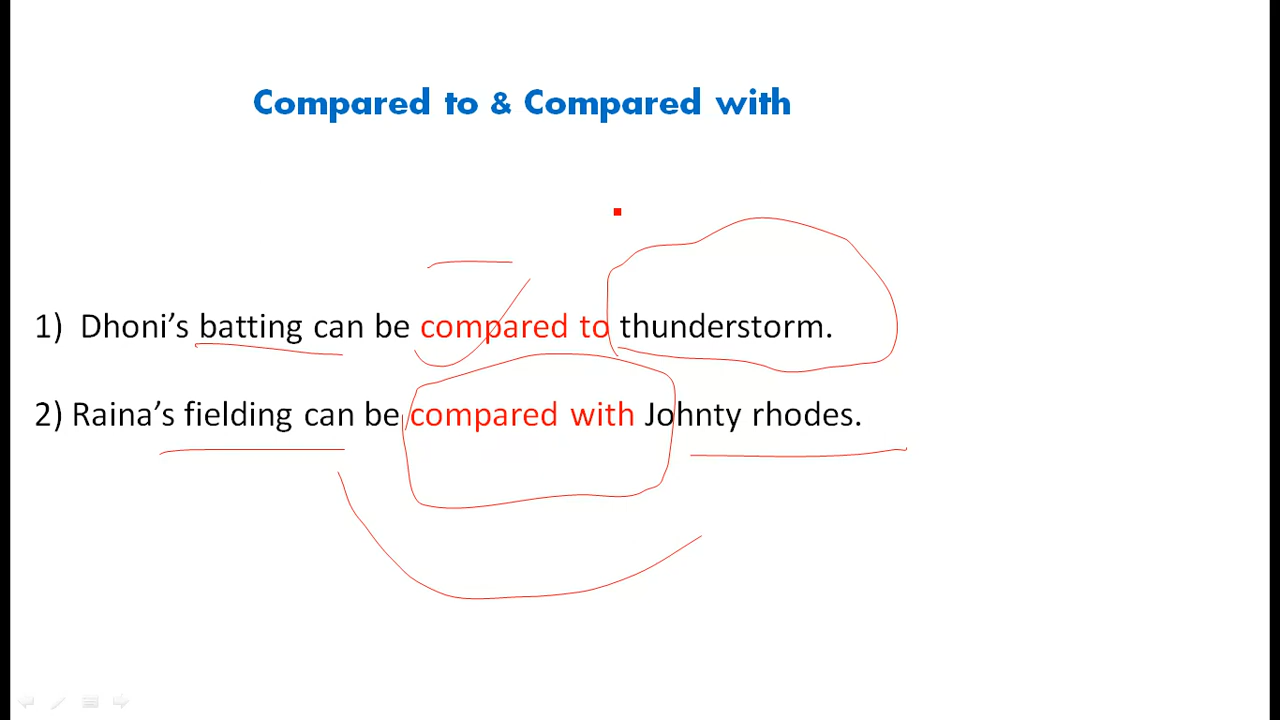 Compared to & Compared with
1) Dhoni’s batting can be compared to thunderstorm.
2) Raina’s fielding can be compared with Johnty rhodes.